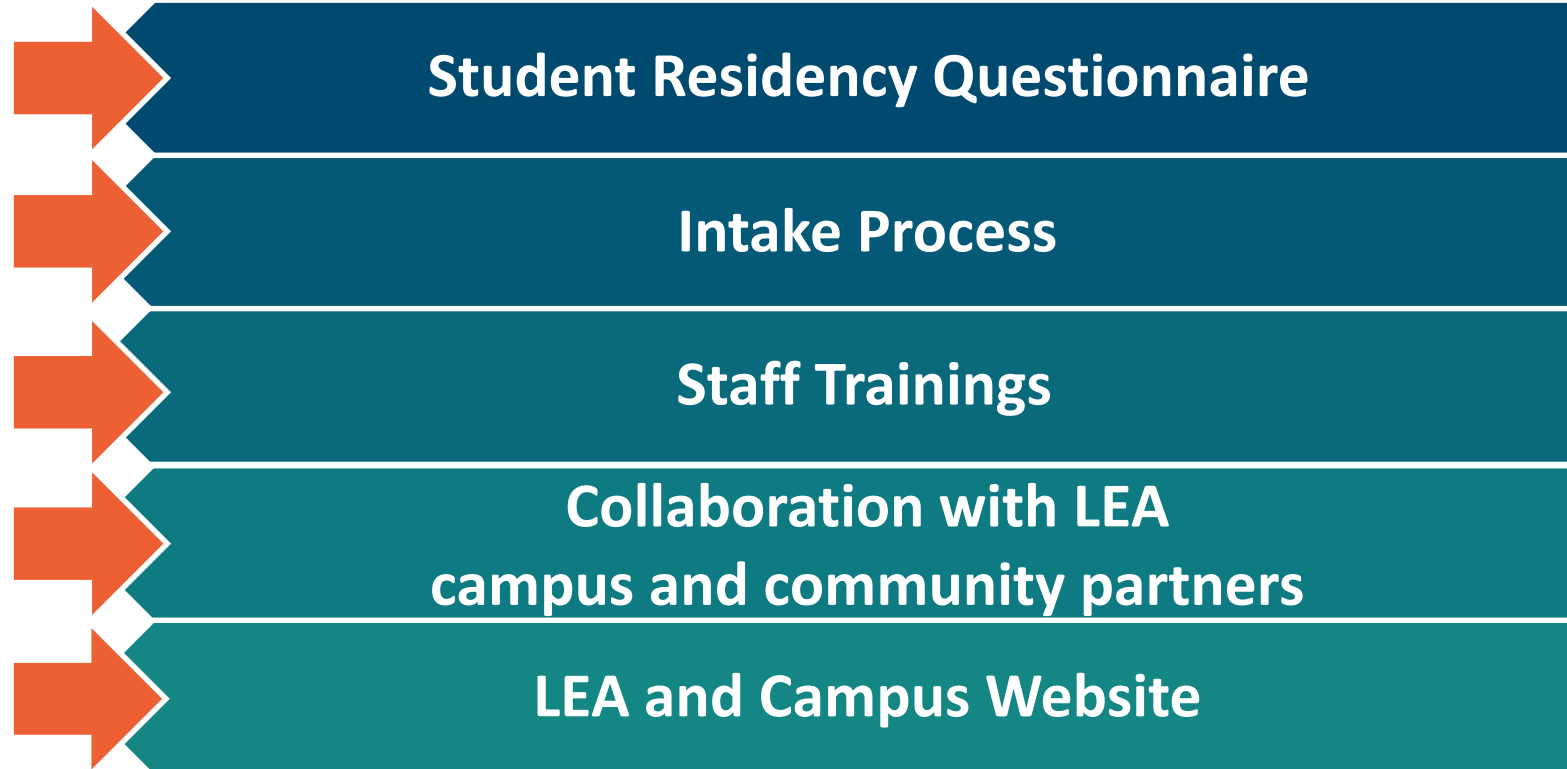 Student Residency Questionnaire
Intake Process
Staff Trainings
Collaboration with LEA
campus and community partners
LEA and Campus Website